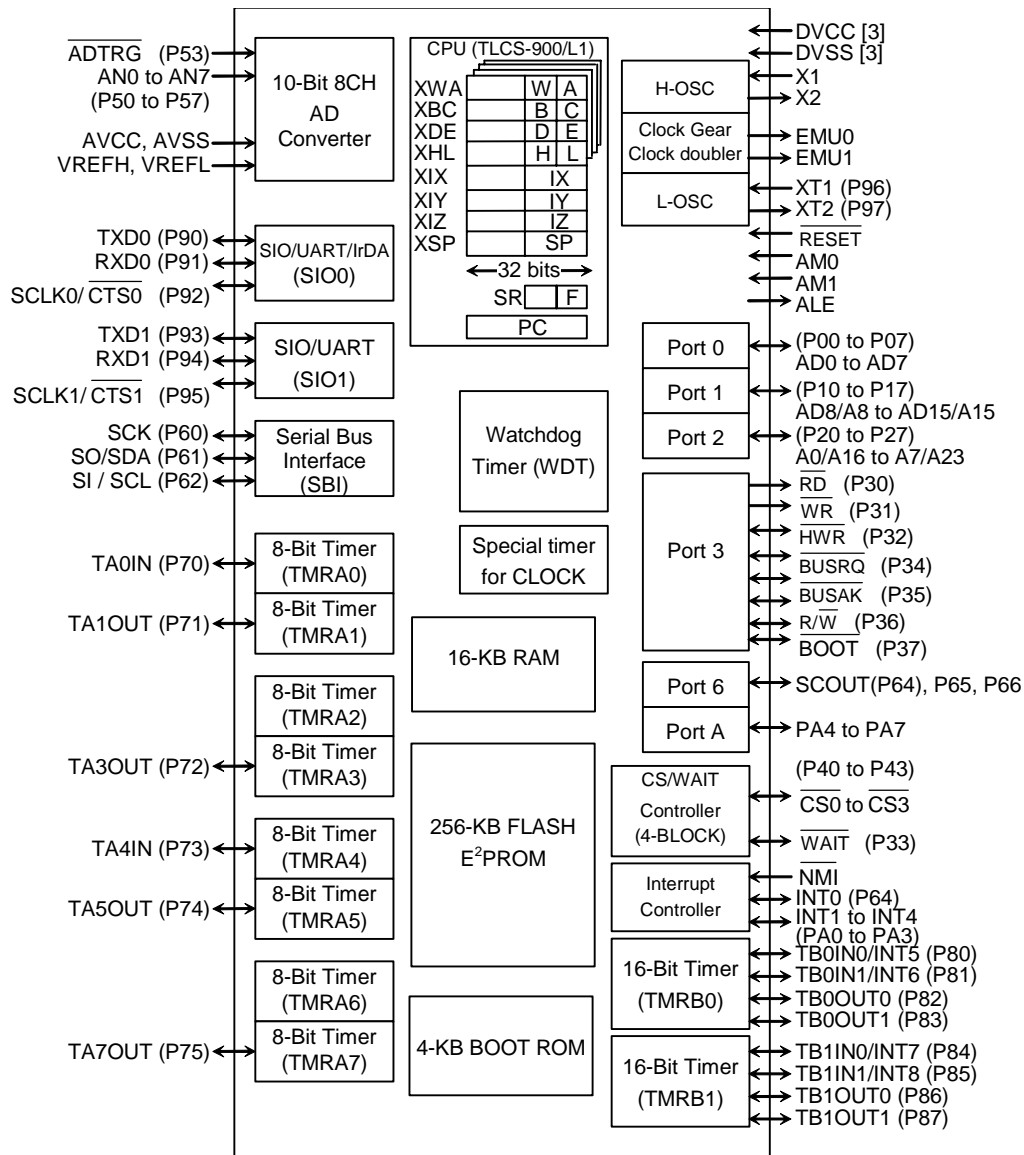 ADTRG (P53)
AN0 to AN7
(P50 to P57)
AVCC, AVSS
VREFH, VREFL
10-Bit 8CH
AD
Converter
TXD0 (P90)
RXD0 (P91)
SCLK0/ CTS0 (P92)
SIO/UART/IrDA
(SIO0)
TXD1 (P93)
RXD1 (P94)
SCLK1/ CTS1 (P95)
SIO/UART
(SIO1)
SCK (P60)
SO/SDA (P61)
SI / SCL (P62)
Serial Bus
Interface
(SBI)
TA0IN (P70)
8-Bit Timer
(TMRA0)
TA1OUT (P71)
8-Bit Timer
(TMRA1)
8-Bit Timer
(TMRA2)
TA3OUT (P72)
8-Bit Timer
(TMRA3)
TA4IN (P73)
8-Bit Timer
(TMRA4)
TA5OUT (P74)
8-Bit Timer
(TMRA5)
8-Bit Timer
(TMRA6)
TA7OUT (P75)
8-Bit Timer
(TMRA7)
CPU (TLCS-900/L1)
XWA W A
XBC B C
XDE D E
XHL H L
XIX IX
XIY IY
XIZ IZ
XSP SP
32 bits
SR F
PC
Watchdog
Timer (WDT)
Special timer
for CLOCK
16-KB RAM
256-KB FLASH
E²PROM
4-KB BOOT ROM
DVCC [3]
DVSS [3]
H-OSC
X1
X2
Clock Gear
Clock doubler
EMU0
EMU1
L-OSC
XT1 (P96)
XT2 (P97)
RESET
AM0
AM1
ALE
Port 0
(P00 to P07)
AD0 to AD7
Port 1
(P10 to P17)
AD8/A8 to AD15/A15
Port 2
(P20 to P27)
A0/A16 to A7/A23
Port 3
RD (P30)
WR (P31)
HWR (P32)
BUSRQ (P34)
BUSAK (P35)
R/W (P36)
BOOT (P37)
Port 6
SCOUT(P64), P65, P66
Port A
PA4 to PA7
CS/WAIT
Controller
(4-BLOCK)
(P40 to P43)
CS0 to CS3
WAIT (P33)
Interrupt
Controller
NMI
INT0 (P64)
INT1 to INT4
(PA0 to PA3)
16-Bit Timer
(TMRB0)
TB0IN0/INT5 (P80)
TB0IN1/INT6 (P81)
TB0OUT0 (P82)
TB0OUT1 (P83)
16-Bit Timer
(TMRB1)
TB1IN0/INT7 (P84)
TB1IN1/INT8 (P85)
TB1OUT0 (P86)
TB1OUT1 (P87)